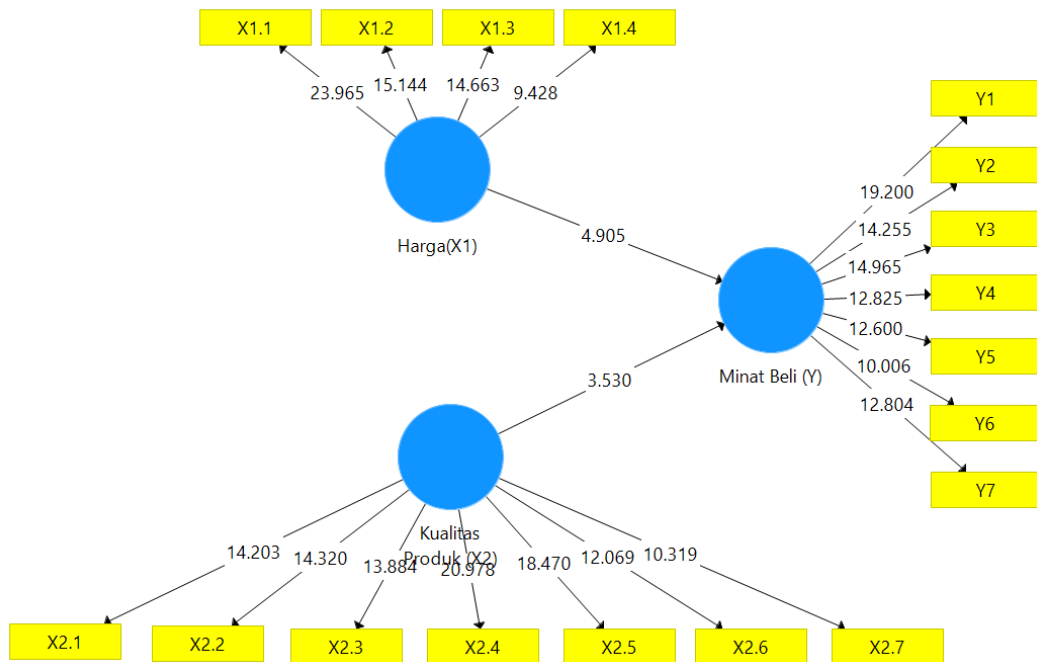 X1.1
X1.2
X1.3
X1.4
23.965
15.144
14.663
9.428
Harga(X1)
4.905
Y1
Y2
Y3
Y4
Y5
Y6
Y7
19.200
14.255
14.965
12.825
12.600
10.006
12.804
Minat Beli (Y)
3.530
Kualitas
Produk (X2)
14.203
14.320
13.884
20.978
18.470
12.069
10.319
X2.1
X2.2
X2.3
X2.4
X2.5
X2.6
X2.7